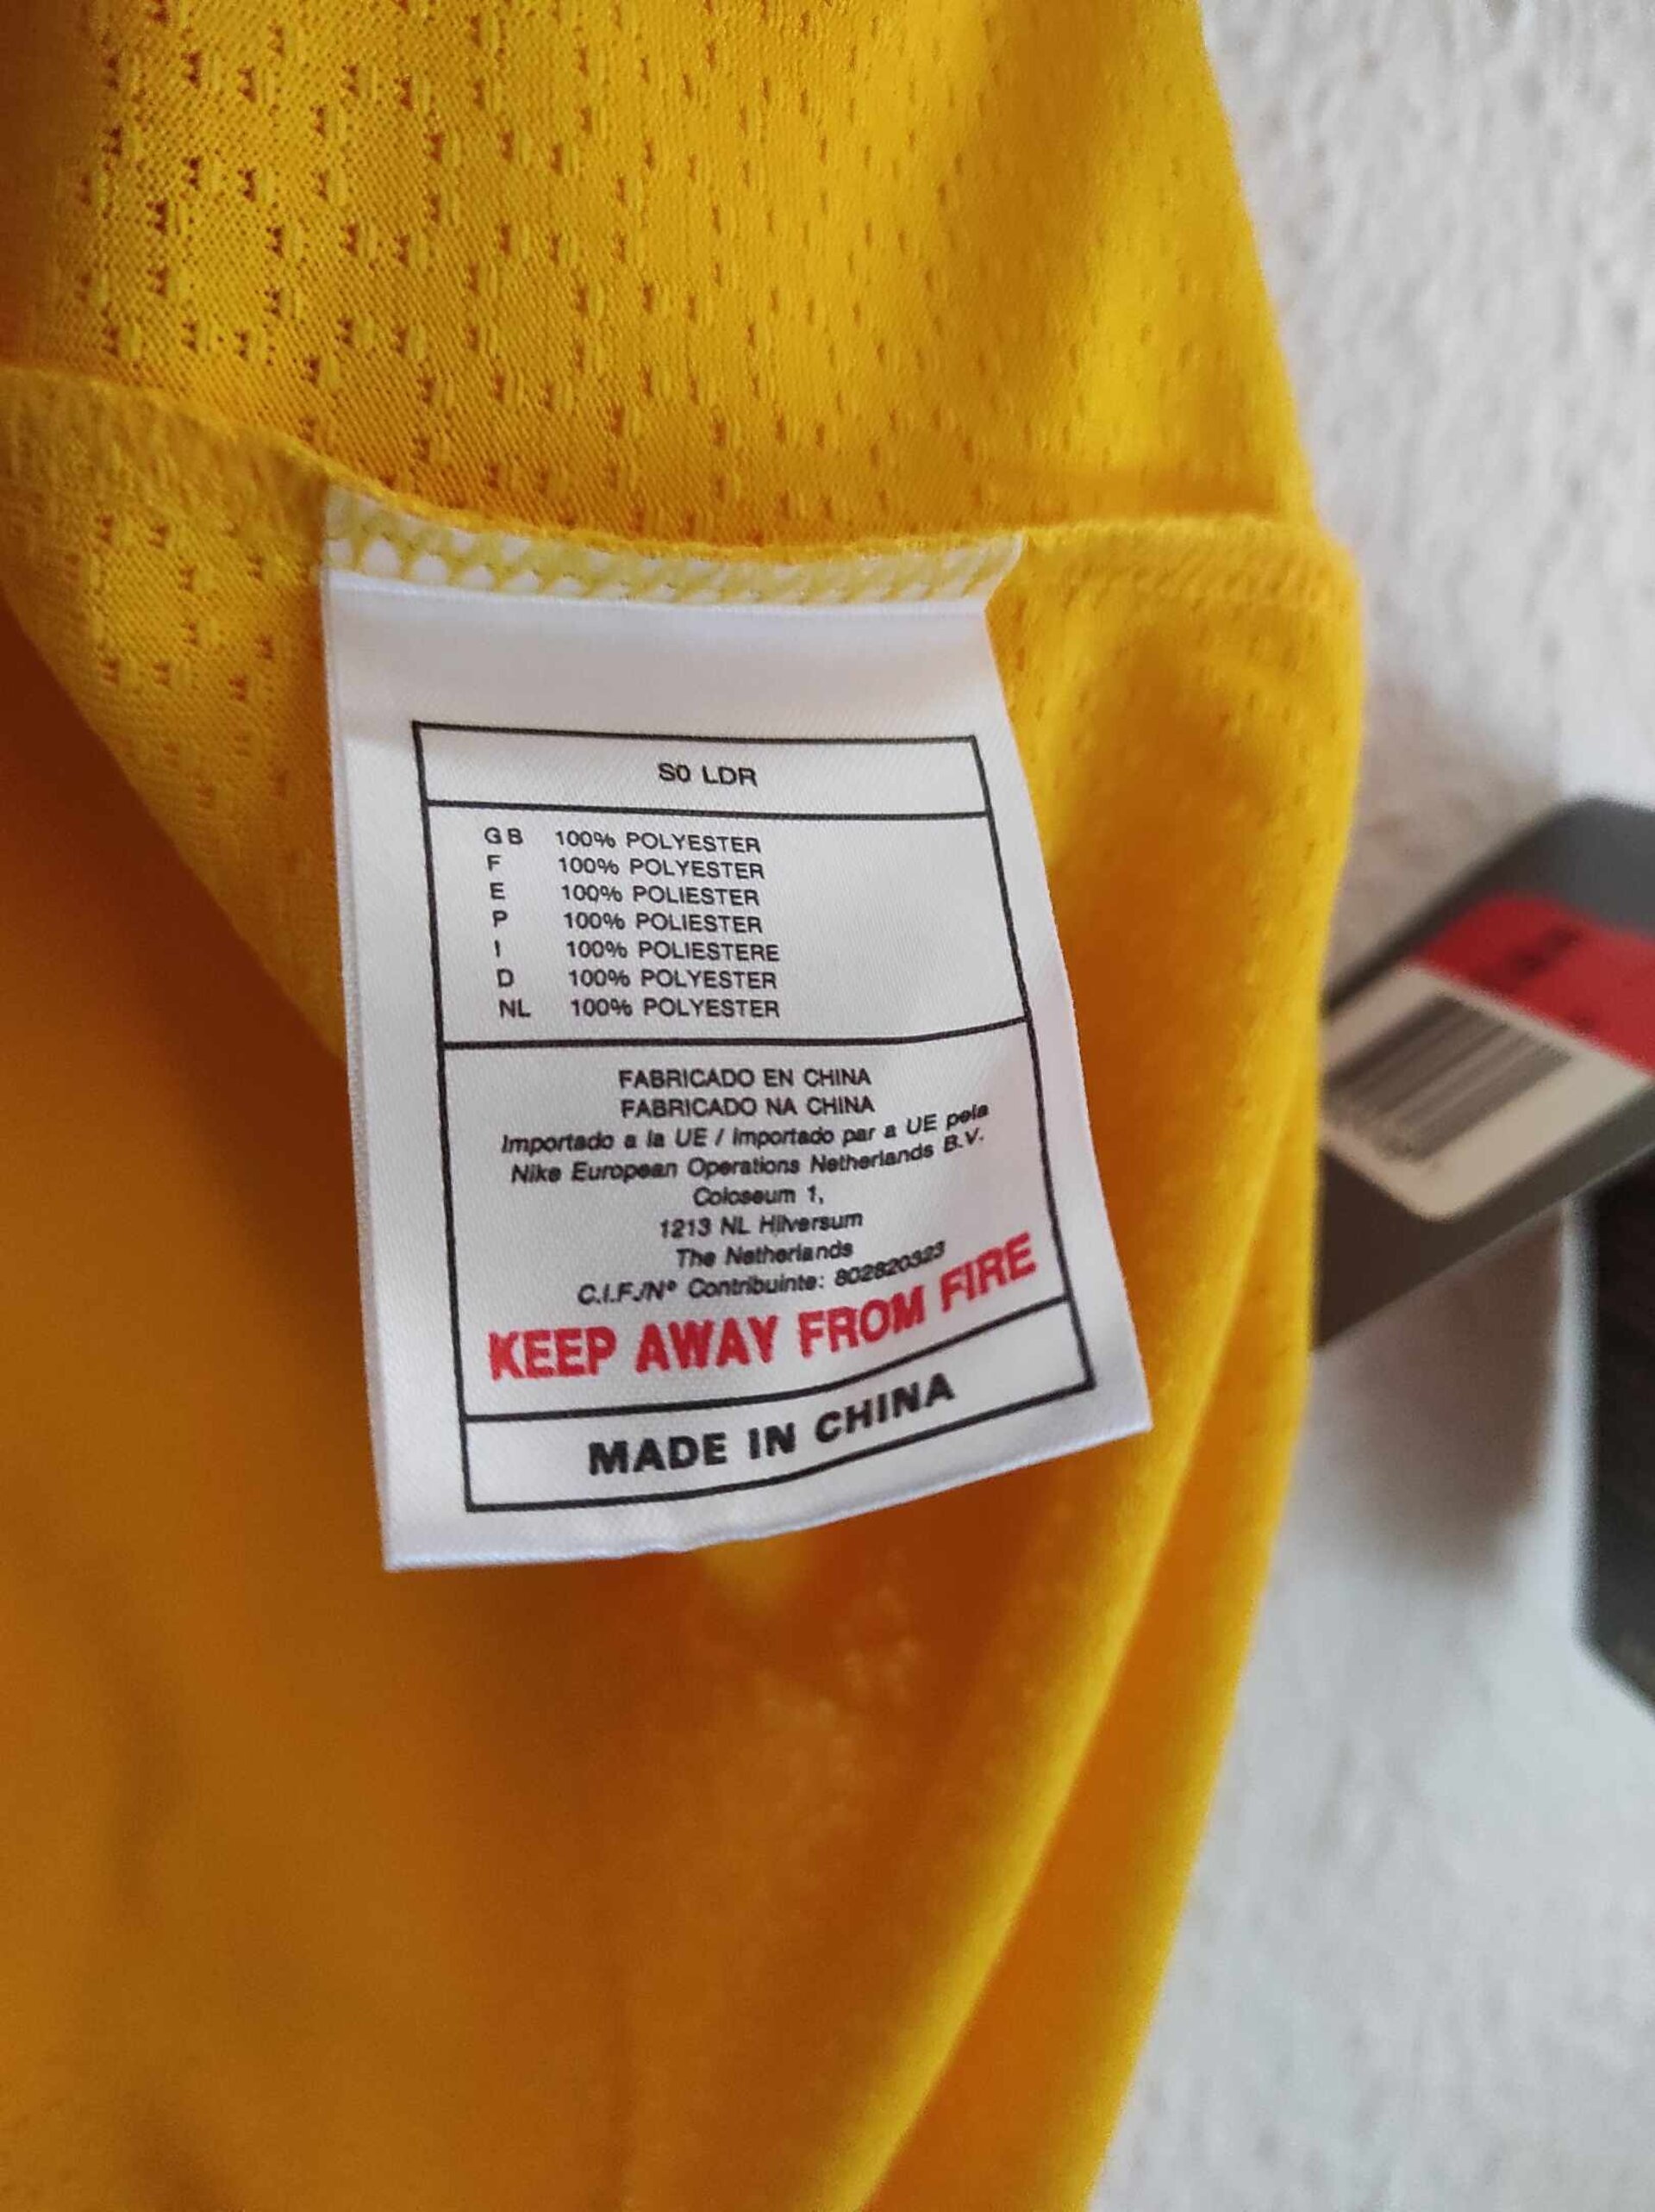 S0 LDR
GB 100% POLYESTER
F 100% POLYESTER
E 100% POLIESTER
P 100% POLIESTER
I 100% POLIESTERE
D 100% POLYESTER
NL 100% POLYESTER
FABRICADO EN CHINA
FABRICADO NA CHINA
Importado a la UE / Importado par a UE pela
Nike European Operations Netherlands B.V.
Coloseum 1,
1213 NL Hilversum
The Netherlands
C.I.F./Nº Contribuinte: 802820323
KEEP AWAY FROM FIRE
MADE IN CHINA